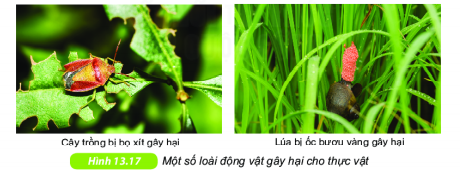 Cây trồng bị bọ xít gây hại
Lúa bị ốc bươu vàng gây hại
Hình 13.17 Một số loài động vật gây hại cho thực vật